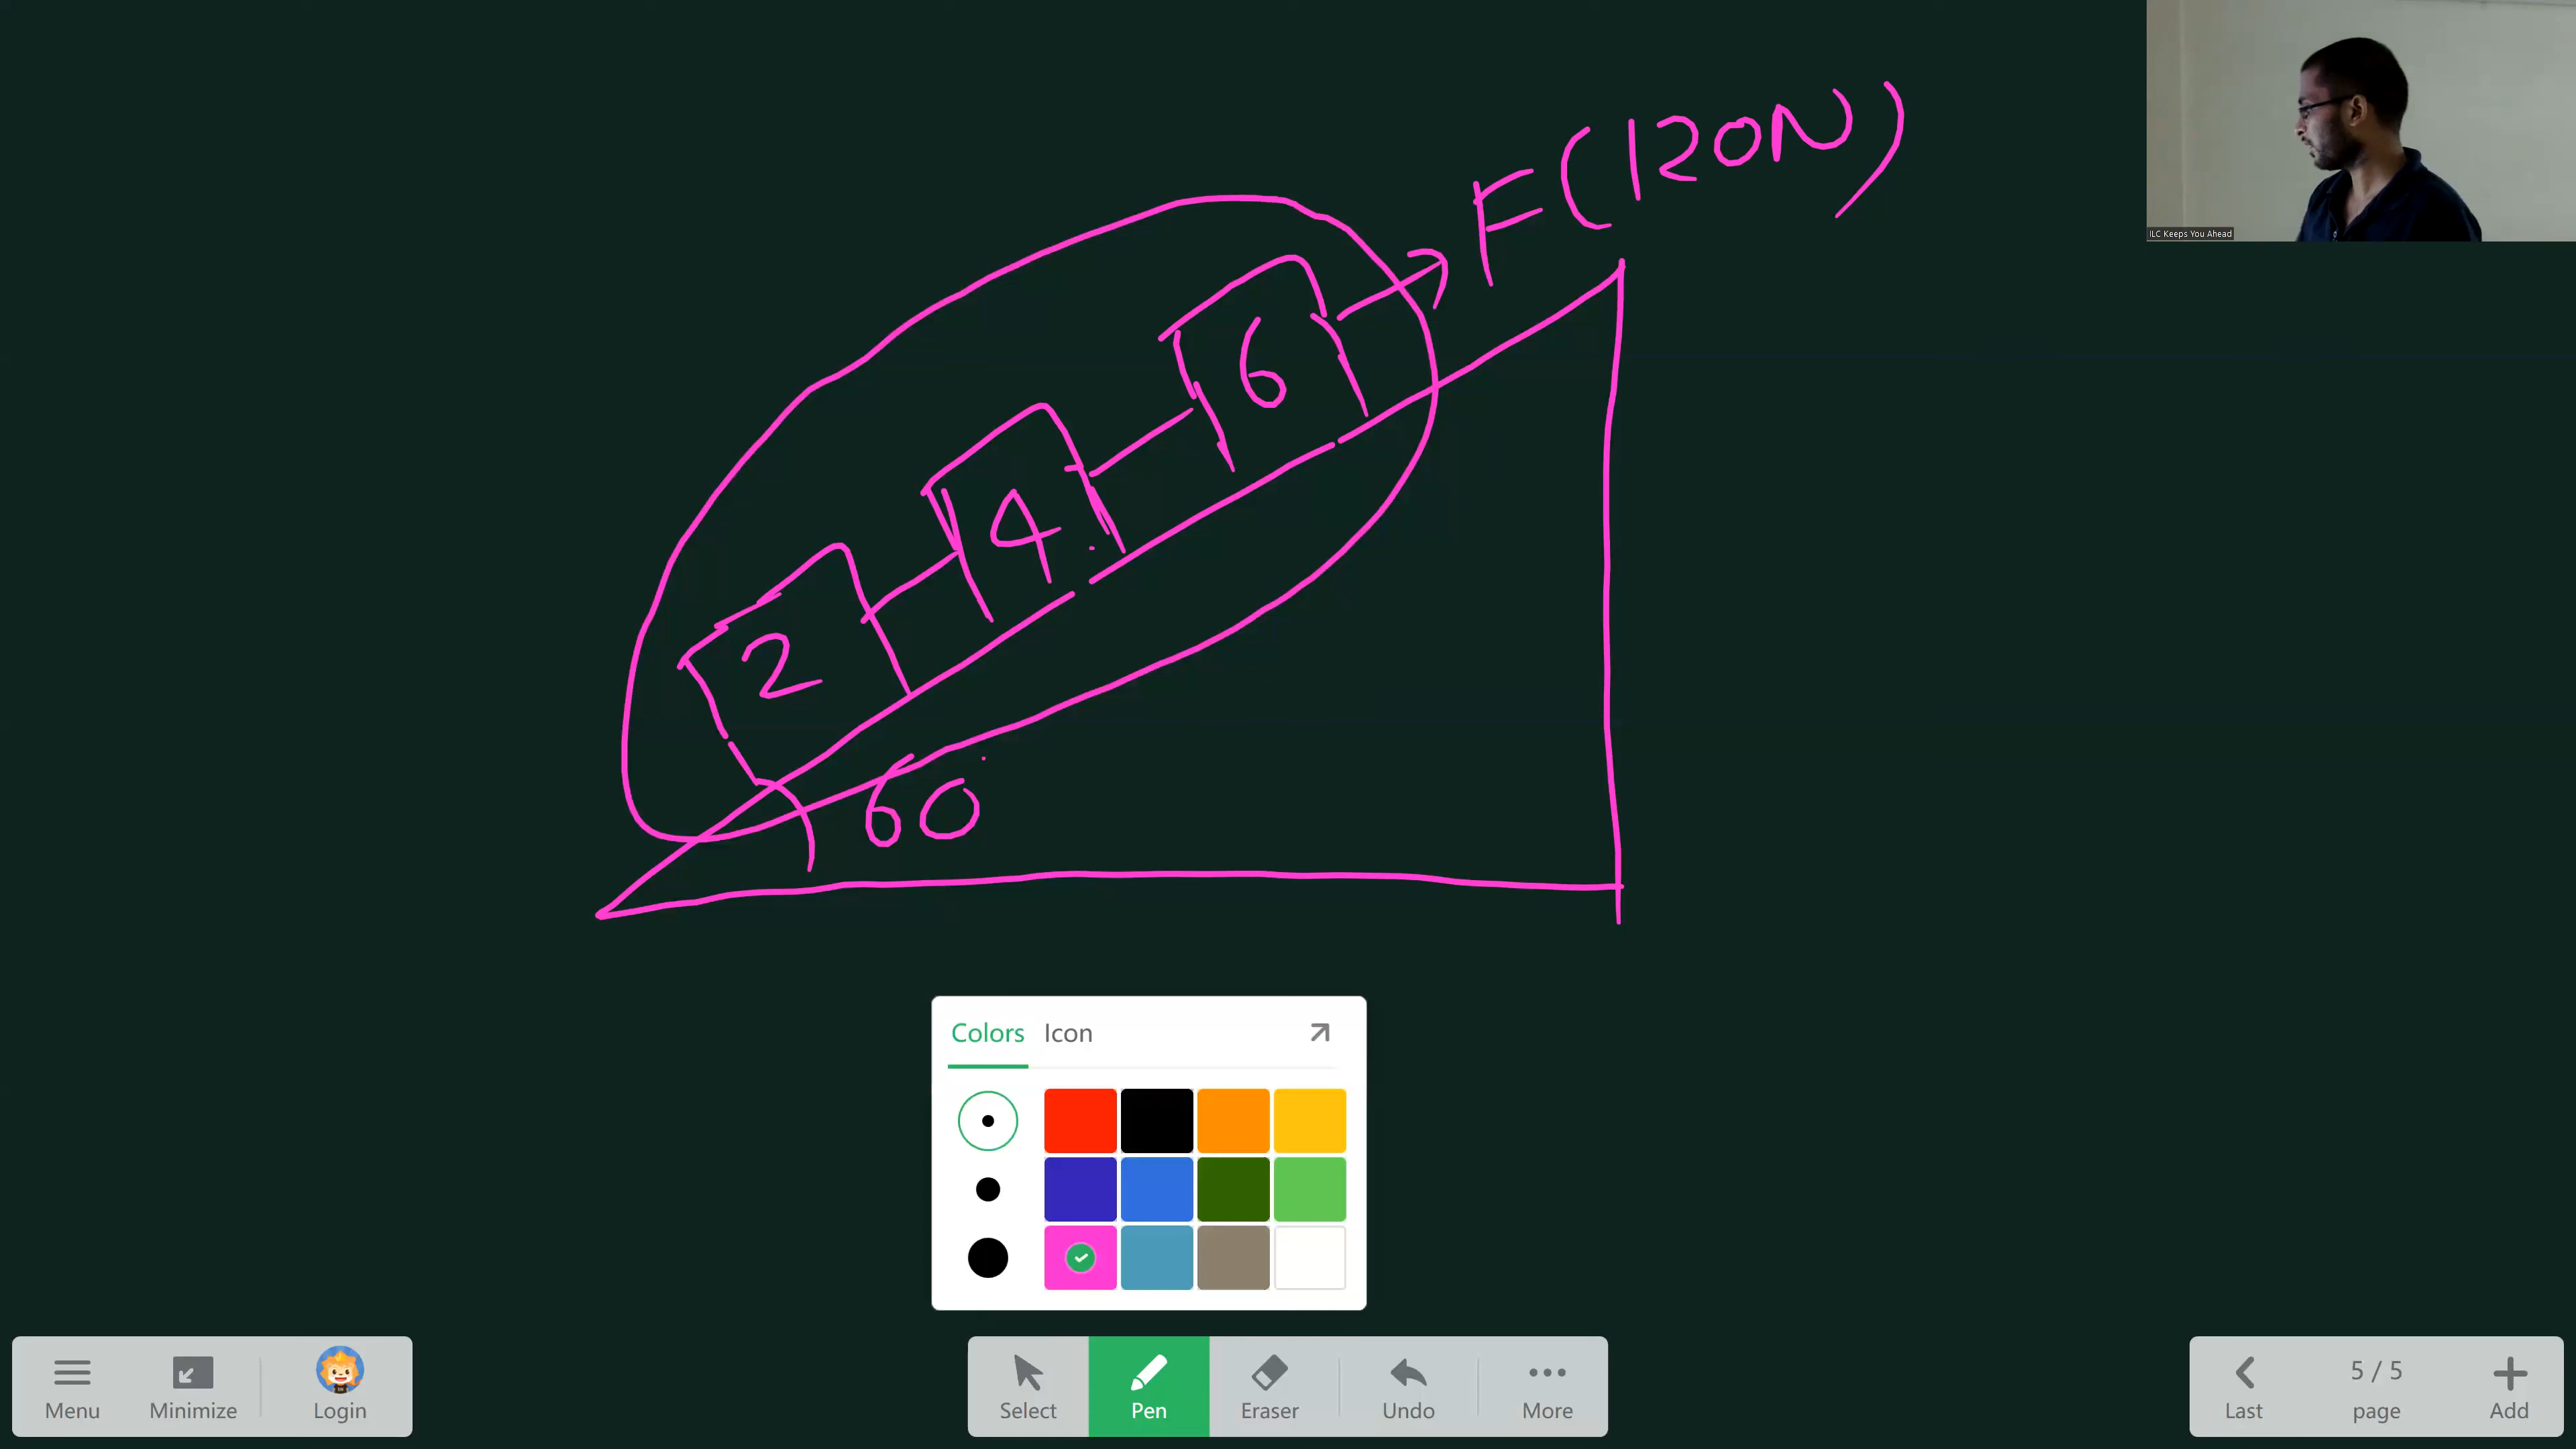 ILC Keeps You Ahead
F(120N)
6
4
2
60
Colors Icon
Menu Minimize Login
Select Pen Eraser Undo More
Last
5 / 5
page
Add